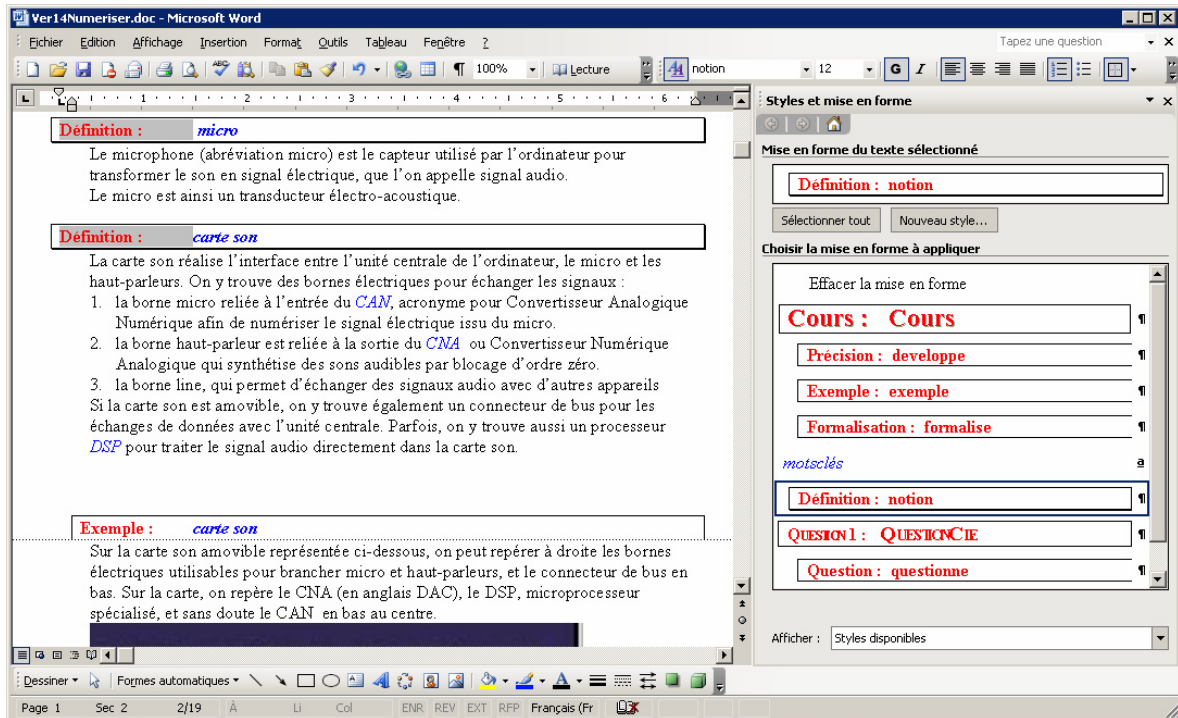 Ver14Numeriser.doc - Microsoft Word
Fichier Edition Affichage Insertion Format Outils Tableau Fenêtre ? Tapez une question
100% Lecture notion 12 G I
1 2 3 4 5 6
Définition : micro
Le microphone (abréviation micro) est le capteur utilisé par l'ordinateur pour
transformer le son en signal électrique, que l'on appelle signal audio.
Le micro est ainsi un transducteur électro-acoustique.
Définition : carte son
La carte son réalise l'interface entre l'unité centrale de l'ordinateur, le micro et les
haut-parleurs. On y trouve des bornes électriques pour échanger les signaux :
1. la borne micro reliée à l'entrée du CAN, acronyme pour Convertisseur Analogique
Numérique afin de numériser le signal électrique issu du micro.
2. la borne haut-parleur est reliée à la sortie du CNA ou Convertisseur Numérique
Analogique qui synthétise des sons audibles par blocage d'ordre zéro.
3. la borne line, qui permet d'échanger des signaux audio avec d'autres appareils
Si la carte son est amovible, on y trouve également un connecteur de bus pour les
échanges de données avec l'unité centrale. Parfois, on y trouve aussi un processeur
DSP pour traiter le signal audio directement dans la carte son.
Exemple : carte son
Sur la carte son amovible représentée ci-dessous, on peut repérer à droite les bornes
électriques utilisables pour brancher micro et haut-parleurs, et le connecteur de bus en
bas. Sur la carte, on repère le CNA (en anglais DAC), le DSP, microprocesseur
spécialisé, et sans doute le CAN en bas au centre.
Styles et mise en forme
Mise en forme du texte sélectionné
Définition : notion
Sélectionner tout Nouveau style...
Choisir la mise en forme à appliquer
Effacer la mise en forme
Cours : Cours ¶
Précision : developpe ¶
Exemple : exemple ¶
Formalisation : formalise ¶
motsclés a
Définition : notion ¶
QUESTION 1 : QUESTIONCIE ¶
Question : questionne ¶
Afficher : Styles disponibles
Dessiner Formes automatiques
Page 1 Sec 2 2/19 À Li Col ENR REV EXT RFP Français (Fr